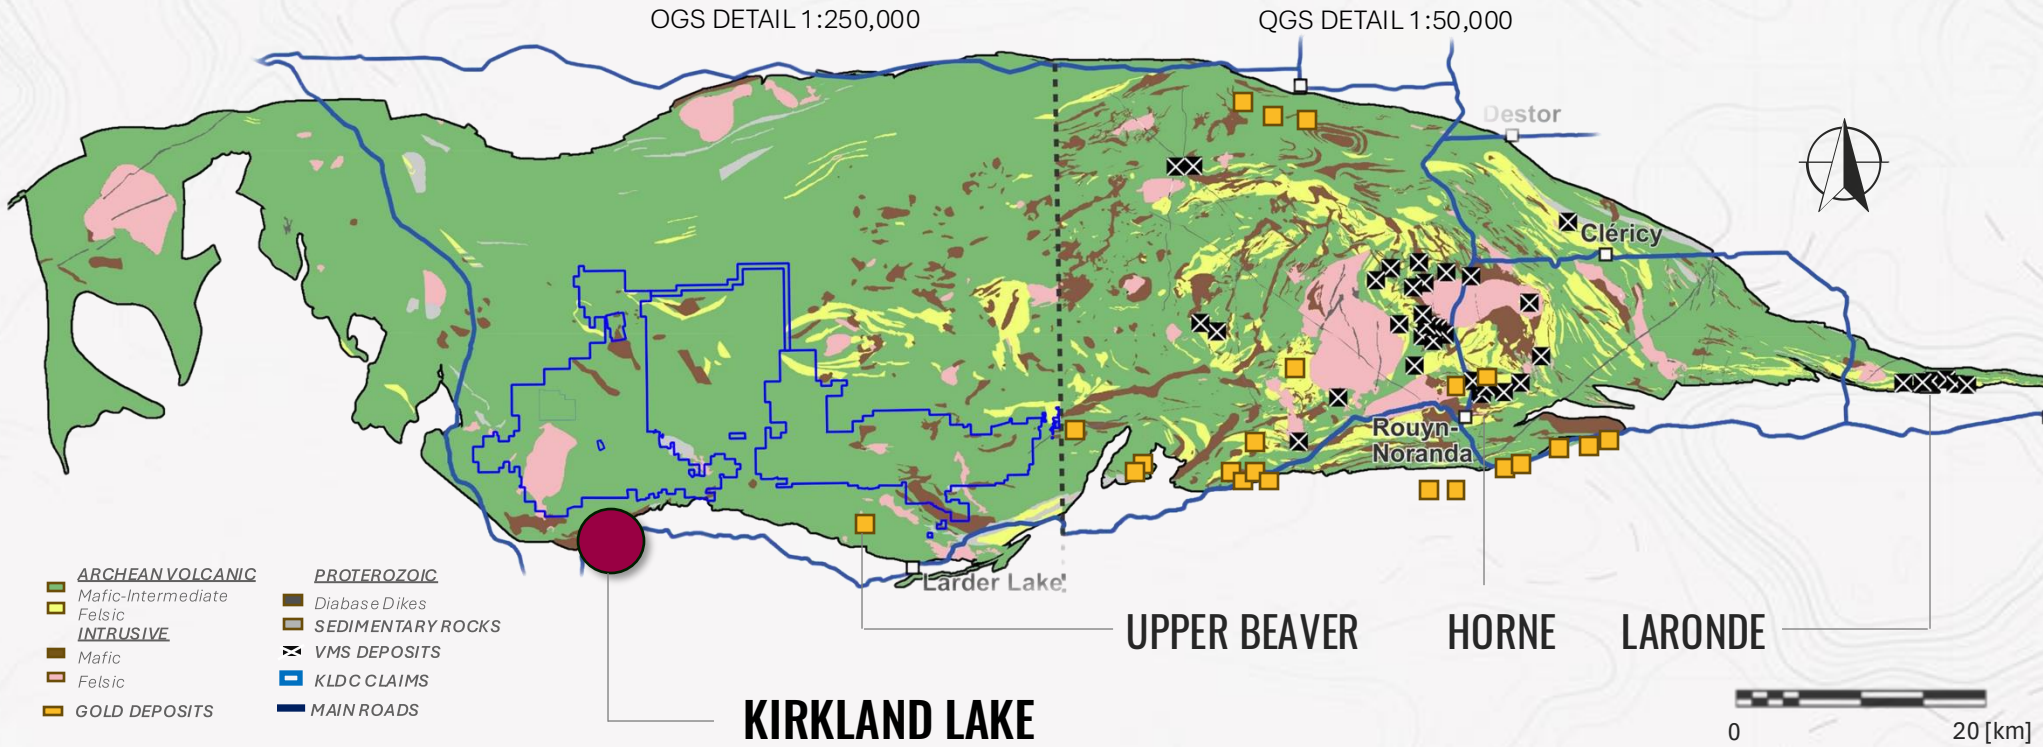 OGS DETAIL 1:250,000
QGS DETAIL 1:50,000
Destor
Cléricy
Rouyn-
Noranda
Larder Lake
UPPER BEAVER
HORNE
LARONDE
KIRKLAND LAKE
ARCHEAN VOLCANIC
Mafic-Intermediate
Felsic
INTRUSIVE
Mafic
Felsic
GOLD DEPOSITS
PROTEROZOIC
Diabase Dikes
SEDIMENTARY ROCKS
VMS DEPOSITS
KLDC CLAIMS
MAIN ROADS
0
20 [km]